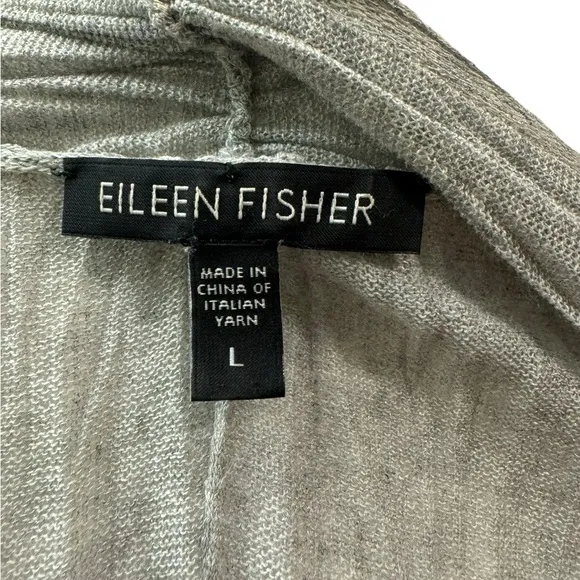 EILEEN FISHER
MADE IN
CHINA OF
ITALIAN
YARN
L